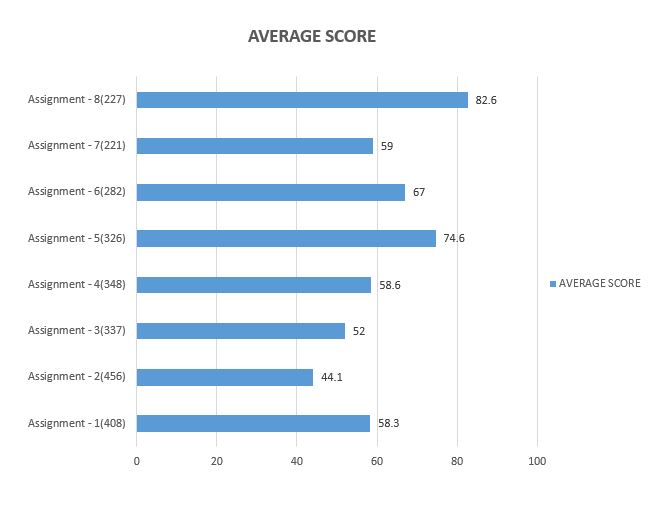 AVERAGE SCORE
Assignment - 8(227) 82.6
Assignment - 7(221) 59
Assignment - 6(282) 67
Assignment - 5(326) 74.6
Assignment - 4(348) 58.6
AVERAGE SCORE
Assignment - 3(337) 52
Assignment - 2(456) 44.1
Assignment - 1(408) 58.3
0 20 40 60 80 100